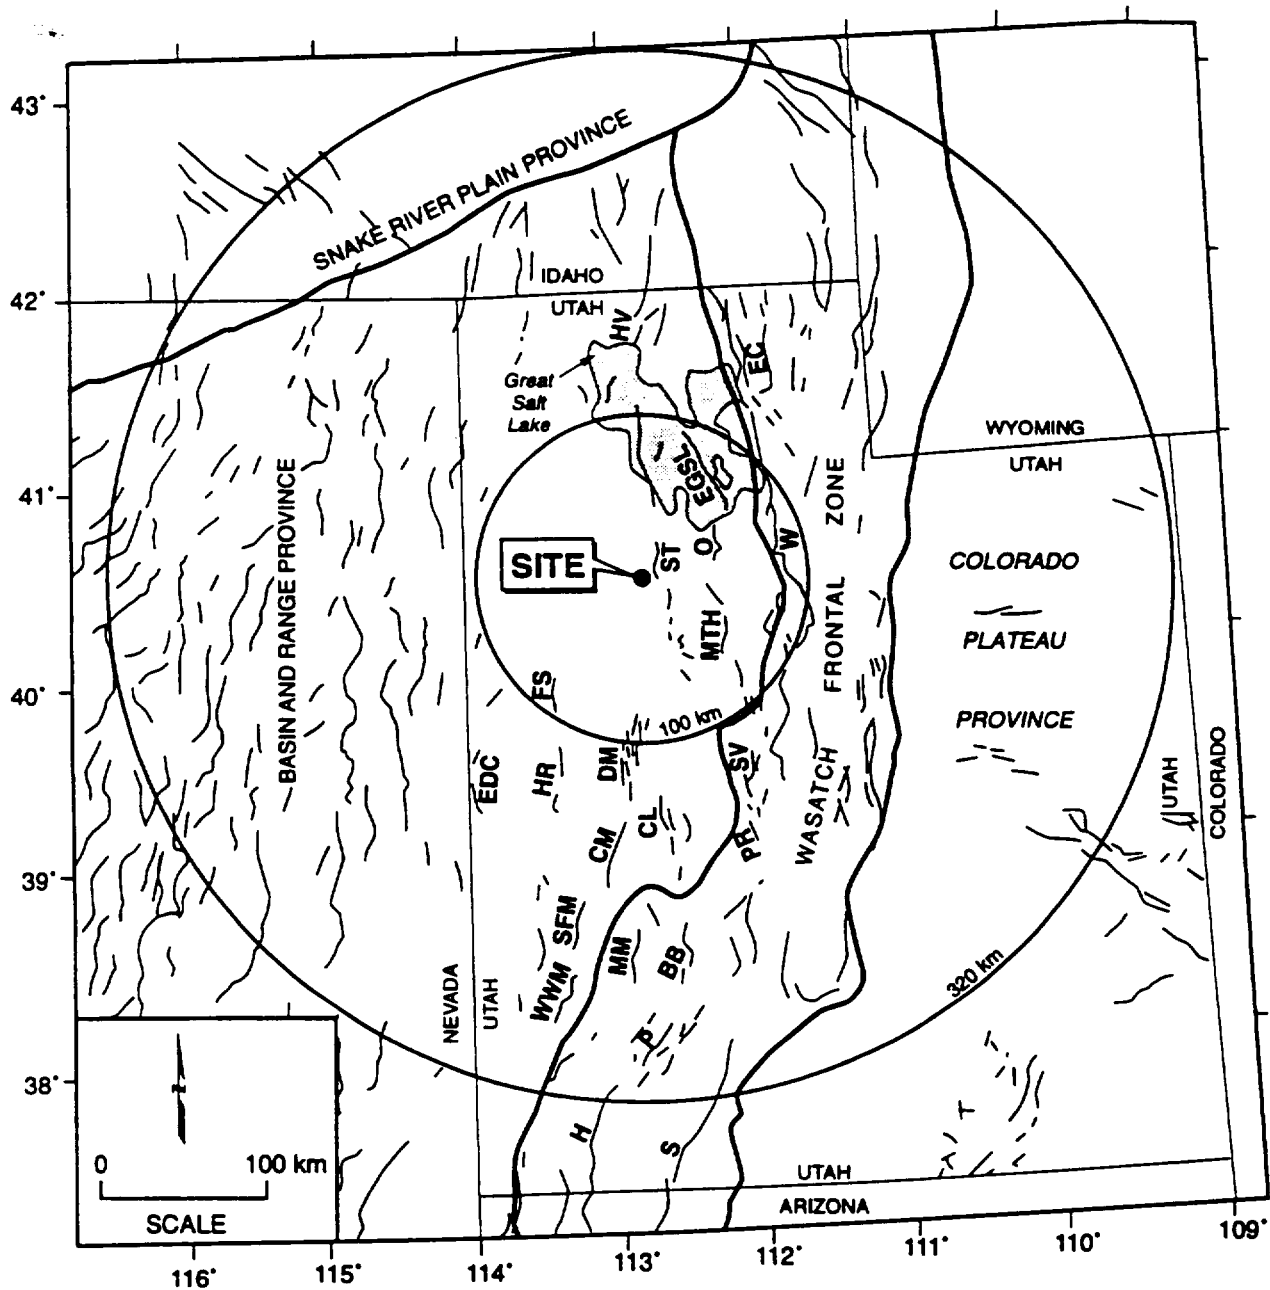 43°
SNAKE RIVER PLAIN PROVINCE
IDAHO
42°
UTAH
HV
EC
Great
Salt
Lake
WYOMING
UTAH
EGSL
41°
BASIN AND RANGE PROVINCE
SITE
ST
O
W
WASATCH FRONTAL ZONE
COLORADO
PLATEAU
PROVINCE
MTH
40°
FS
100 km
EDC
HR
DM
SV
UTAH
COLORADO
CM
CL
PR
39°
SFM
MM
BB
WWM
NEVADA
UTAH
320 km
P
38°
H
S
T
0
100 km
SCALE
UTAH
ARIZONA
116°
115°
114°
113°
112°
111°
110°
109°